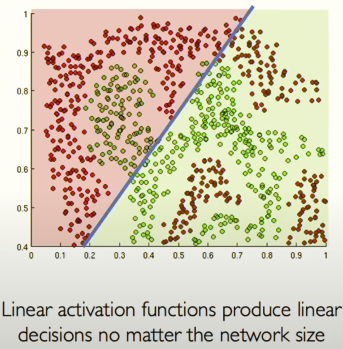 1
0.9
0.8
0.7
0.6
0.5
0.4
0 0.1 0.2 0.3 0.4 0.5 0.6 0.7 0.8 0.9 1
Linear activation functions produce linear
decisions no matter the network size